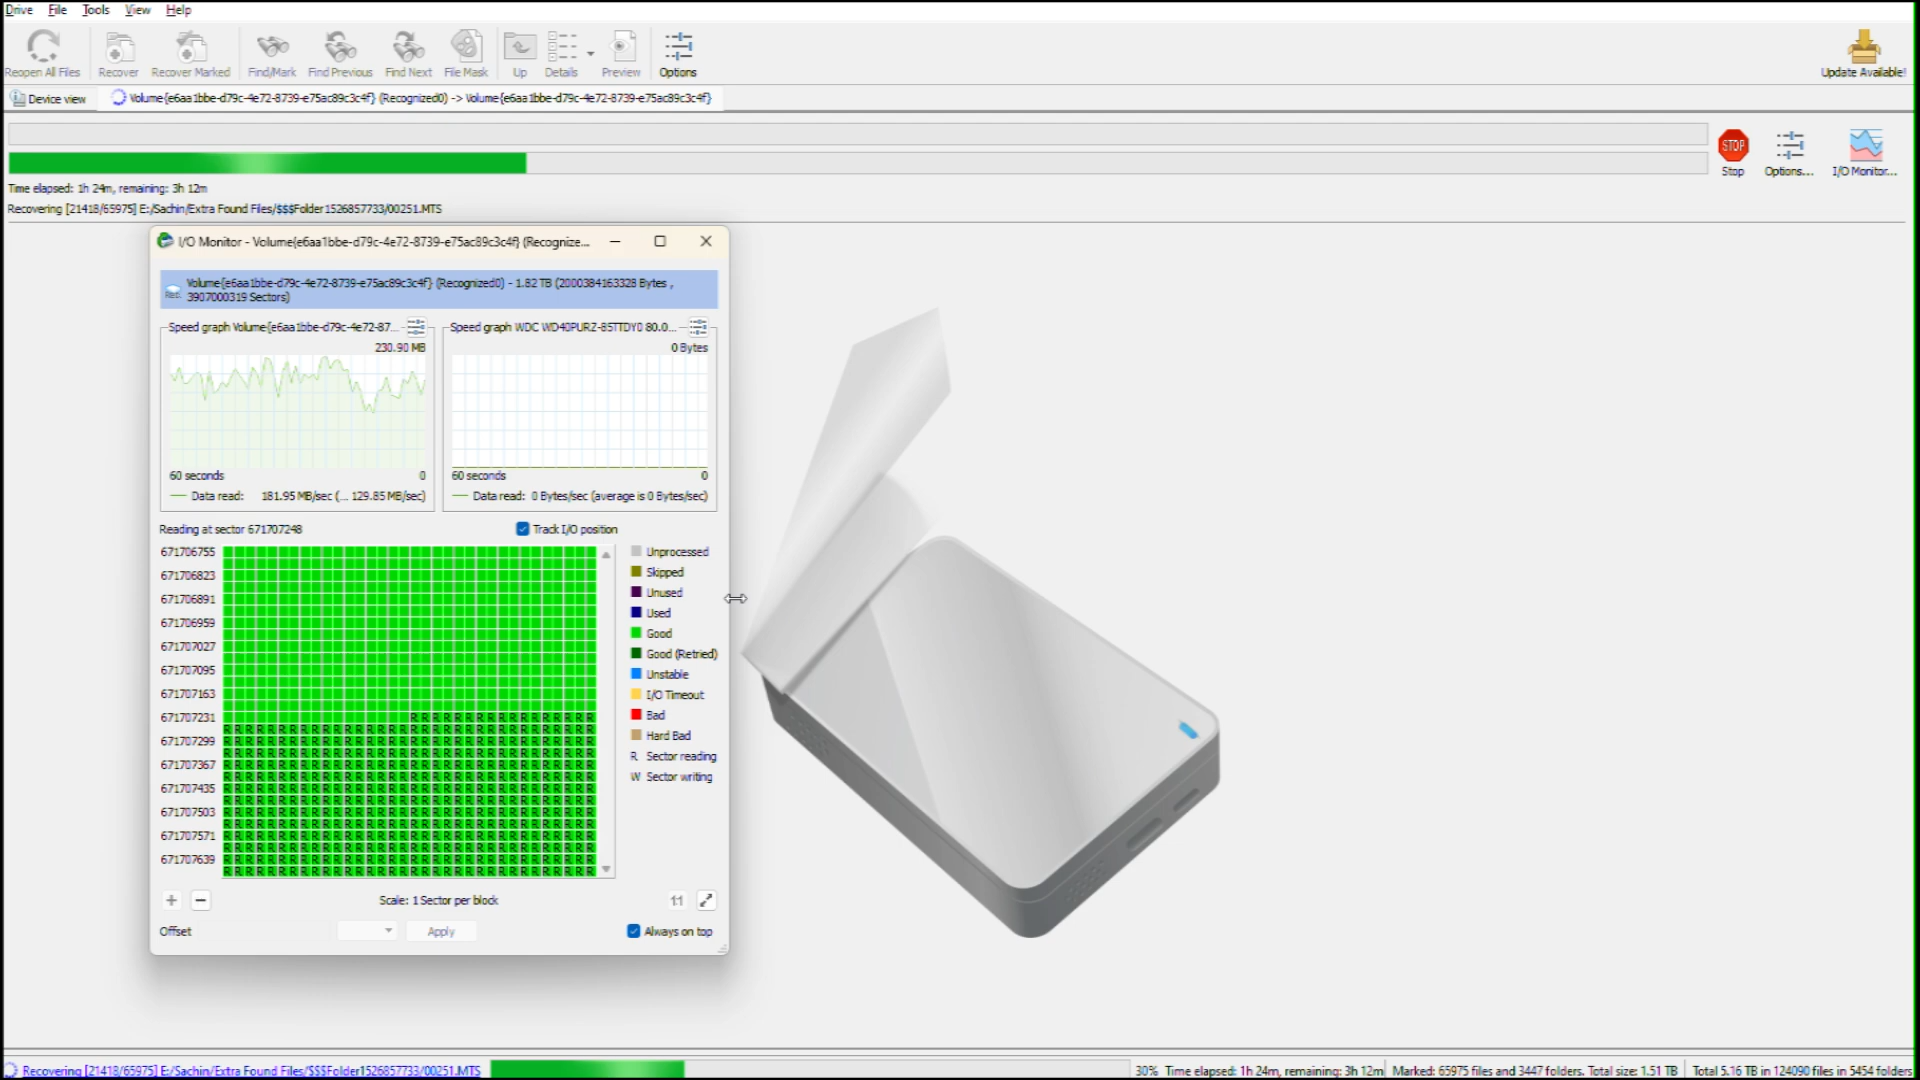 Drive File Tools View Help
Reopen All Files Recover Recover Marked Find/Mark Find Previous Find Next File Mask Up Details Preview Options Update Available!
Device view Volume{e6aa1bbe-d79c-4e72-8739-e75ac89c3c4f} (Recognized0) -> Volume{e6aa1bbe-d79c-4e72-8739-e75ac89c3c4f}
STOP
Stop Options... I/O Monitor...
Time elapsed: 1h 24m, remaining: 3h 12m
Recovering [21418/65975] E:/Sachin/Extra Found Files/$$$Folder1526857733/00251.MTS
I/O Monitor - Volume{e6aa1bbe-d79c-4e72-8739-e75ac89c3c4f} (Recognize...
Rec. Volume{e6aa1bbe-d79c-4e72-8739-e75ac89c3c4f} (Recognized0) - 1.82 TB (2000384163328 Bytes ,
3907000319 Sectors)
Speed graph Volume{e6aa1bbe-d79c-4e72-87... Speed graph WDC WD40PURZ-85TTDY0 80.0...
230.90 MB 0 Bytes
60 seconds 0 60 seconds 0
Data read: 181.95 MB/sec (... 129.85 MB/sec) Data read: 0 Bytes/sec (average is 0 Bytes/sec)
Reading at sector 671707248 Track I/O position
671706755
671706823
671706891
671706959
671707027
671707095
671707163
671707231
671707299
671707367
671707435
671707503
671707571
671707639
Unprocessed
Skipped
Unused
Used
Good
Good (Retried)
Unstable
I/O Timeout
Bad
Hard Bad
R Sector reading
W Sector writing
+ − Scale: 1 Sector per block 1:1
Offset Apply Always on top
Recovering [21418/65975] E:/Sachin/Extra Found Files/$$$Folder1526857733/00251.MTS 30% Time elapsed: 1h 24m, remaining: 3h 12m Marked: 65975 files and 3447 folders. Total size: 1.51 TB Total 5.16 TB in 124090 files in 5454 folders